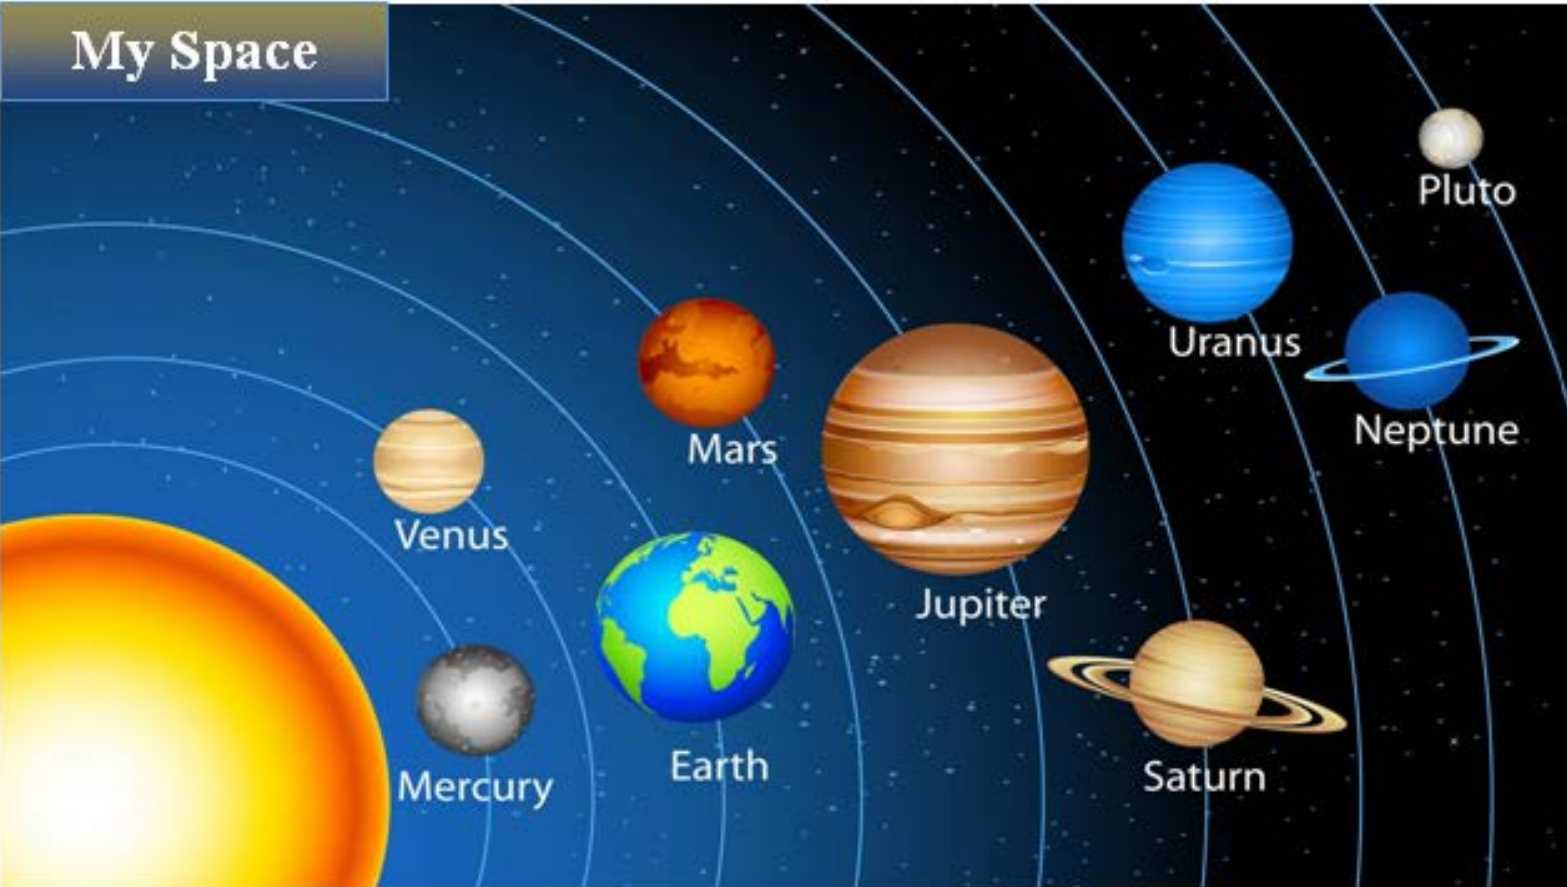 My Space
Pluto
Uranus
Neptune
Mars
Venus
Jupiter
Earth
Saturn
Mercury